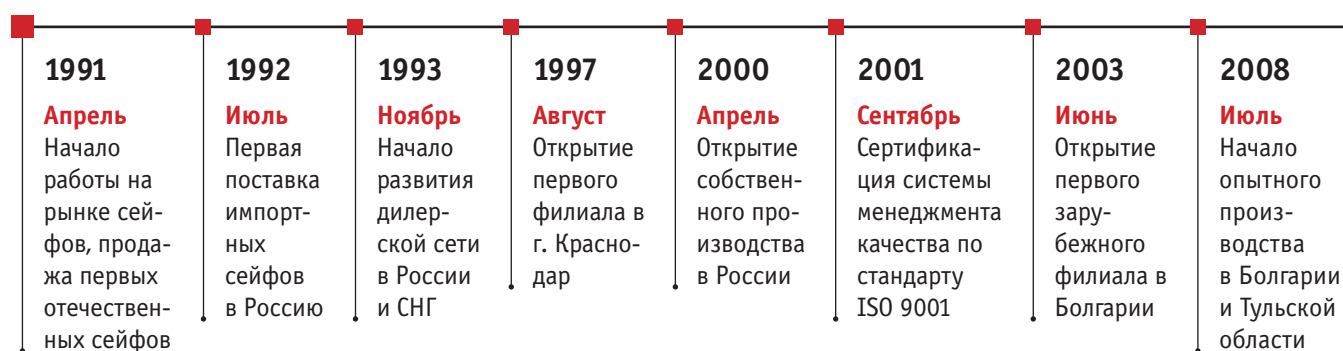 1991
Апрель
Начало
работы на
рынке сей-
фов, прода-
жа первых
отечествен-
ных сейфов
1992
Июль
Первая
поставка
импорт-
ных
сейфов
в Россию
1993
Ноябрь
Начало
развития
дилер-
ской сети
в России
и СНГ
1997
Август
Открытие
первого
филиала в
г. Красно-
дар
2000
Апрель
Открытие
собствен-
ного про-
изводства
в России
2001
Сентябрь
Сертифика-
ция системы
менеджмента
качества по
стандарту
ISO 9001
2003
Июнь
Открытие
первого
зару-
бежного
филиала в
Болгарии
2008
Июль
Начало
опытного
произ-
водства
в Болгарии
и Тульской
области